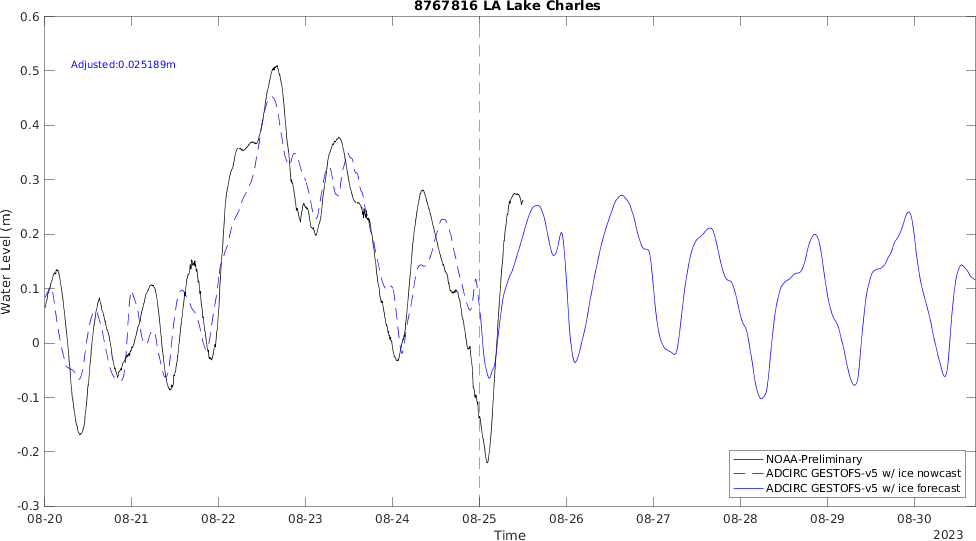 8767816 LA Lake Charles
Adjusted:0.025189m
Water Level (m)
0.6
0.5
0.4
0.3
0.2
0.1
0
-0.1
-0.2
-0.3
NOAA-Preliminary
ADCIRC GESTOFS-v5 w/ ice nowcast
ADCIRC GESTOFS-v5 w/ ice forecast
08-20 08-21 08-22 08-23 08-24 08-25 08-26 08-27 08-28 08-29 08-30
Time
2023